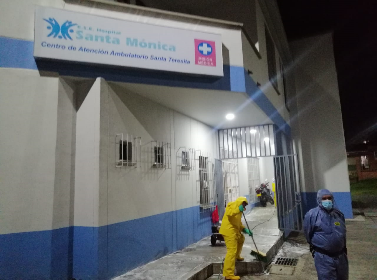 E.S.E. Hospital
Santa Mónica
Centro de Atención Ambulatorio Santa Teresita